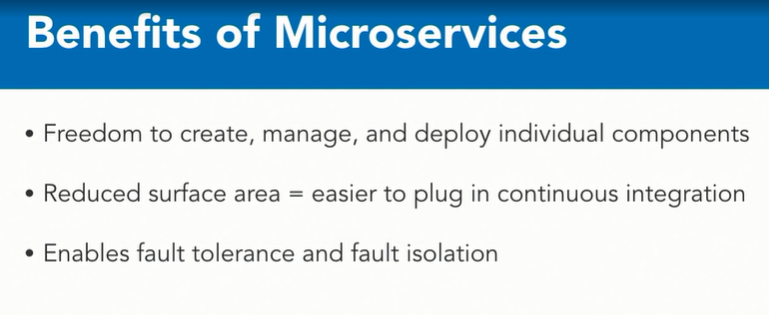 Benefits of Microservices
• Freedom to create, manage, and deploy individual components
• Reduced surface area = easier to plug in continuous integration
• Enables fault tolerance and fault isolation